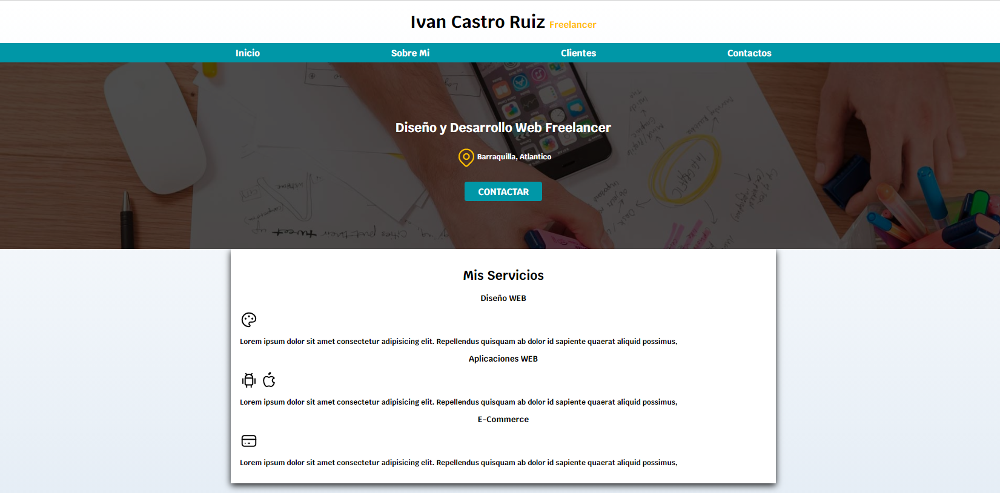 Ivan Castro Ruiz Freelancer
Inicio Sobre Mi Clientes Contactos
Diseño y Desarrollo Web Freelancer
Barraquilla, Atlantico
CONTACTAR
Mis Servicios
Diseño WEB
Lorem ipsum dolor sit amet consectetur adipisicing elit. Repellendus quisquam ab dolor id sapiente quaerat aliquid possimus,
Aplicaciones WEB
Lorem ipsum dolor sit amet consectetur adipisicing elit. Repellendus quisquam ab dolor id sapiente quaerat aliquid possimus,
E-Commerce
Lorem ipsum dolor sit amet consectetur adipisicing elit. Repellendus quisquam ab dolor id sapiente quaerat aliquid possimus,